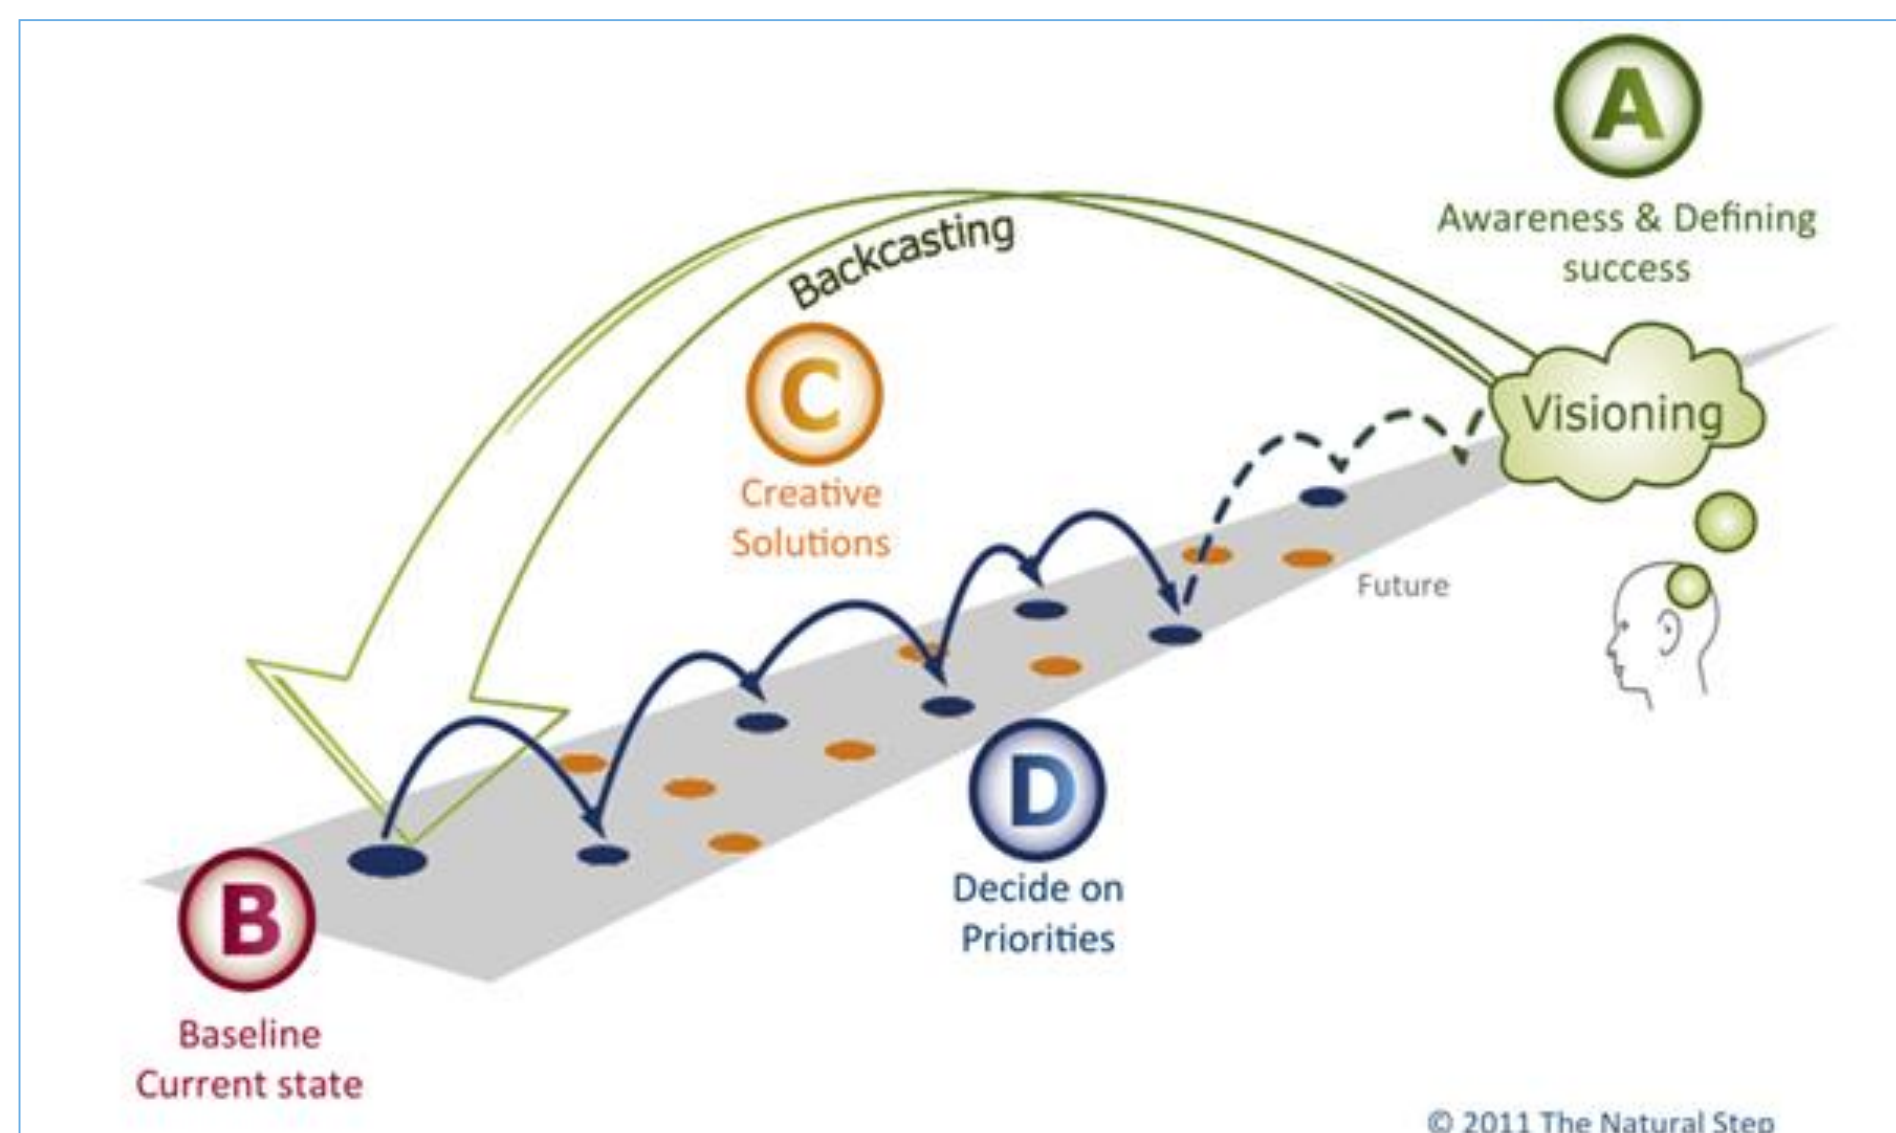 A
Awareness & Defining
success
Backcasting
C
Creative
Solutions
Visioning
Future
D
Decide on
Priorities
B
Baseline
Current state
© 2011 The Natural Step